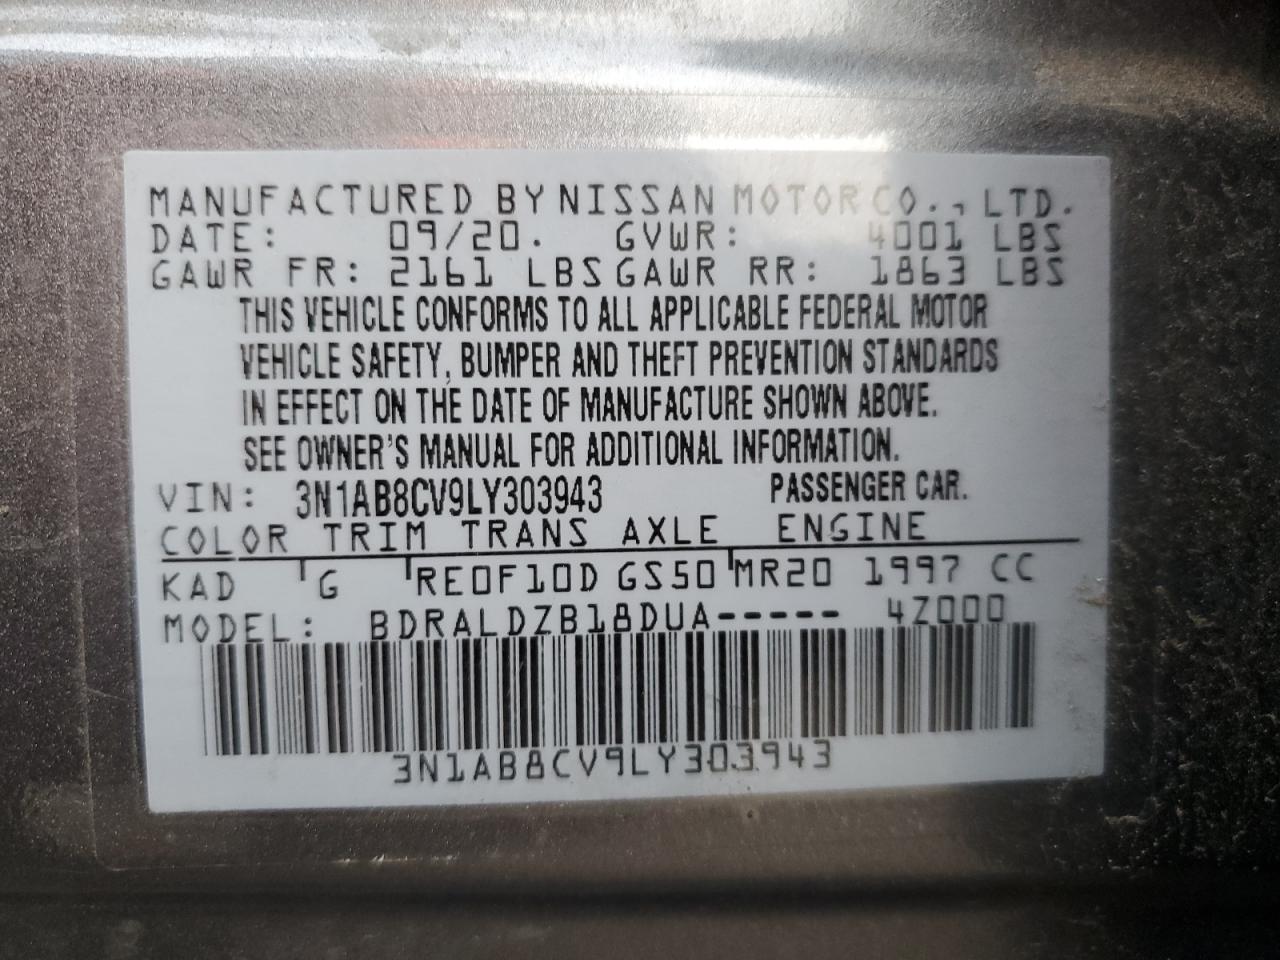 MANUFACTURED BY NISSAN MOTOR CO., LTD.
DATE: 09/20. GVWR: 4001 LBS
GAWR FR: 2161 LBS GAWR RR: 1863 LBS
THIS VEHICLE CONFORMS TO ALL APPLICABLE FEDERAL MOTOR
VEHICLE SAFETY, BUMPER AND THEFT PREVENTION STANDARDS
IN EFFECT ON THE DATE OF MANUFACTURE SHOWN ABOVE.
SEE OWNER'S MANUAL FOR ADDITIONAL INFORMATION.
VIN: 3N1AB8CV9LY303943 PASSENGER CAR.
COLOR TRIM TRANS AXLE ENGINE
KAD G RE0F10D GS50 MR20 1997 CC
MODEL: BDRALDZB18DUA----- 4Z000
3N1AB8CV9LY303943